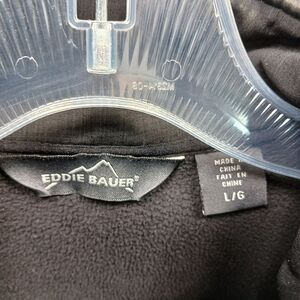 EDDIE BAUER®
MADE IN
CHINA
FAIT EN
CHINE
L/G